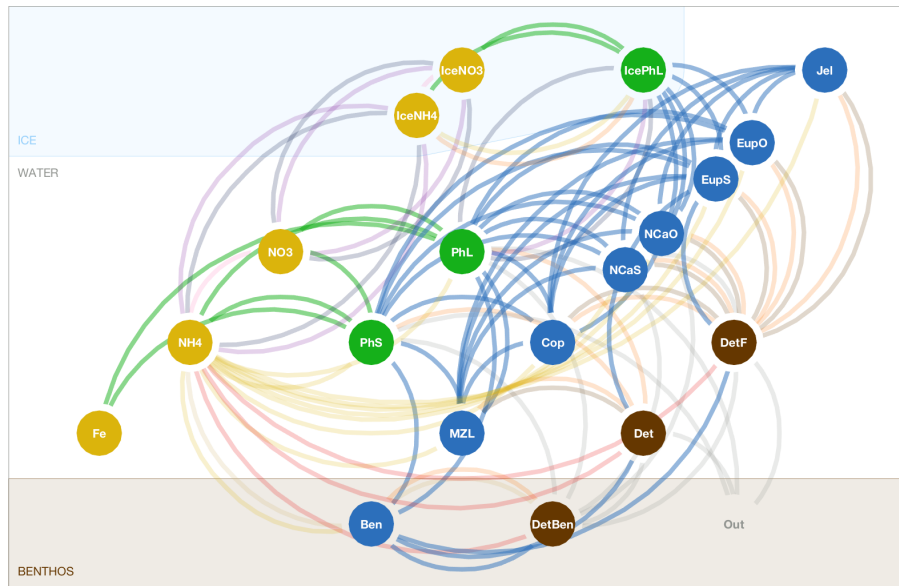 IceNO3
IcePhL
Jel
IceNH4
ICE
EupO
WATER
EupS
NCaO
NO3
PhL
NCaS
NH4
PhS
Cop
DetF
Fe
MZL
Det
Ben
DetBen
Out
BENTHOS